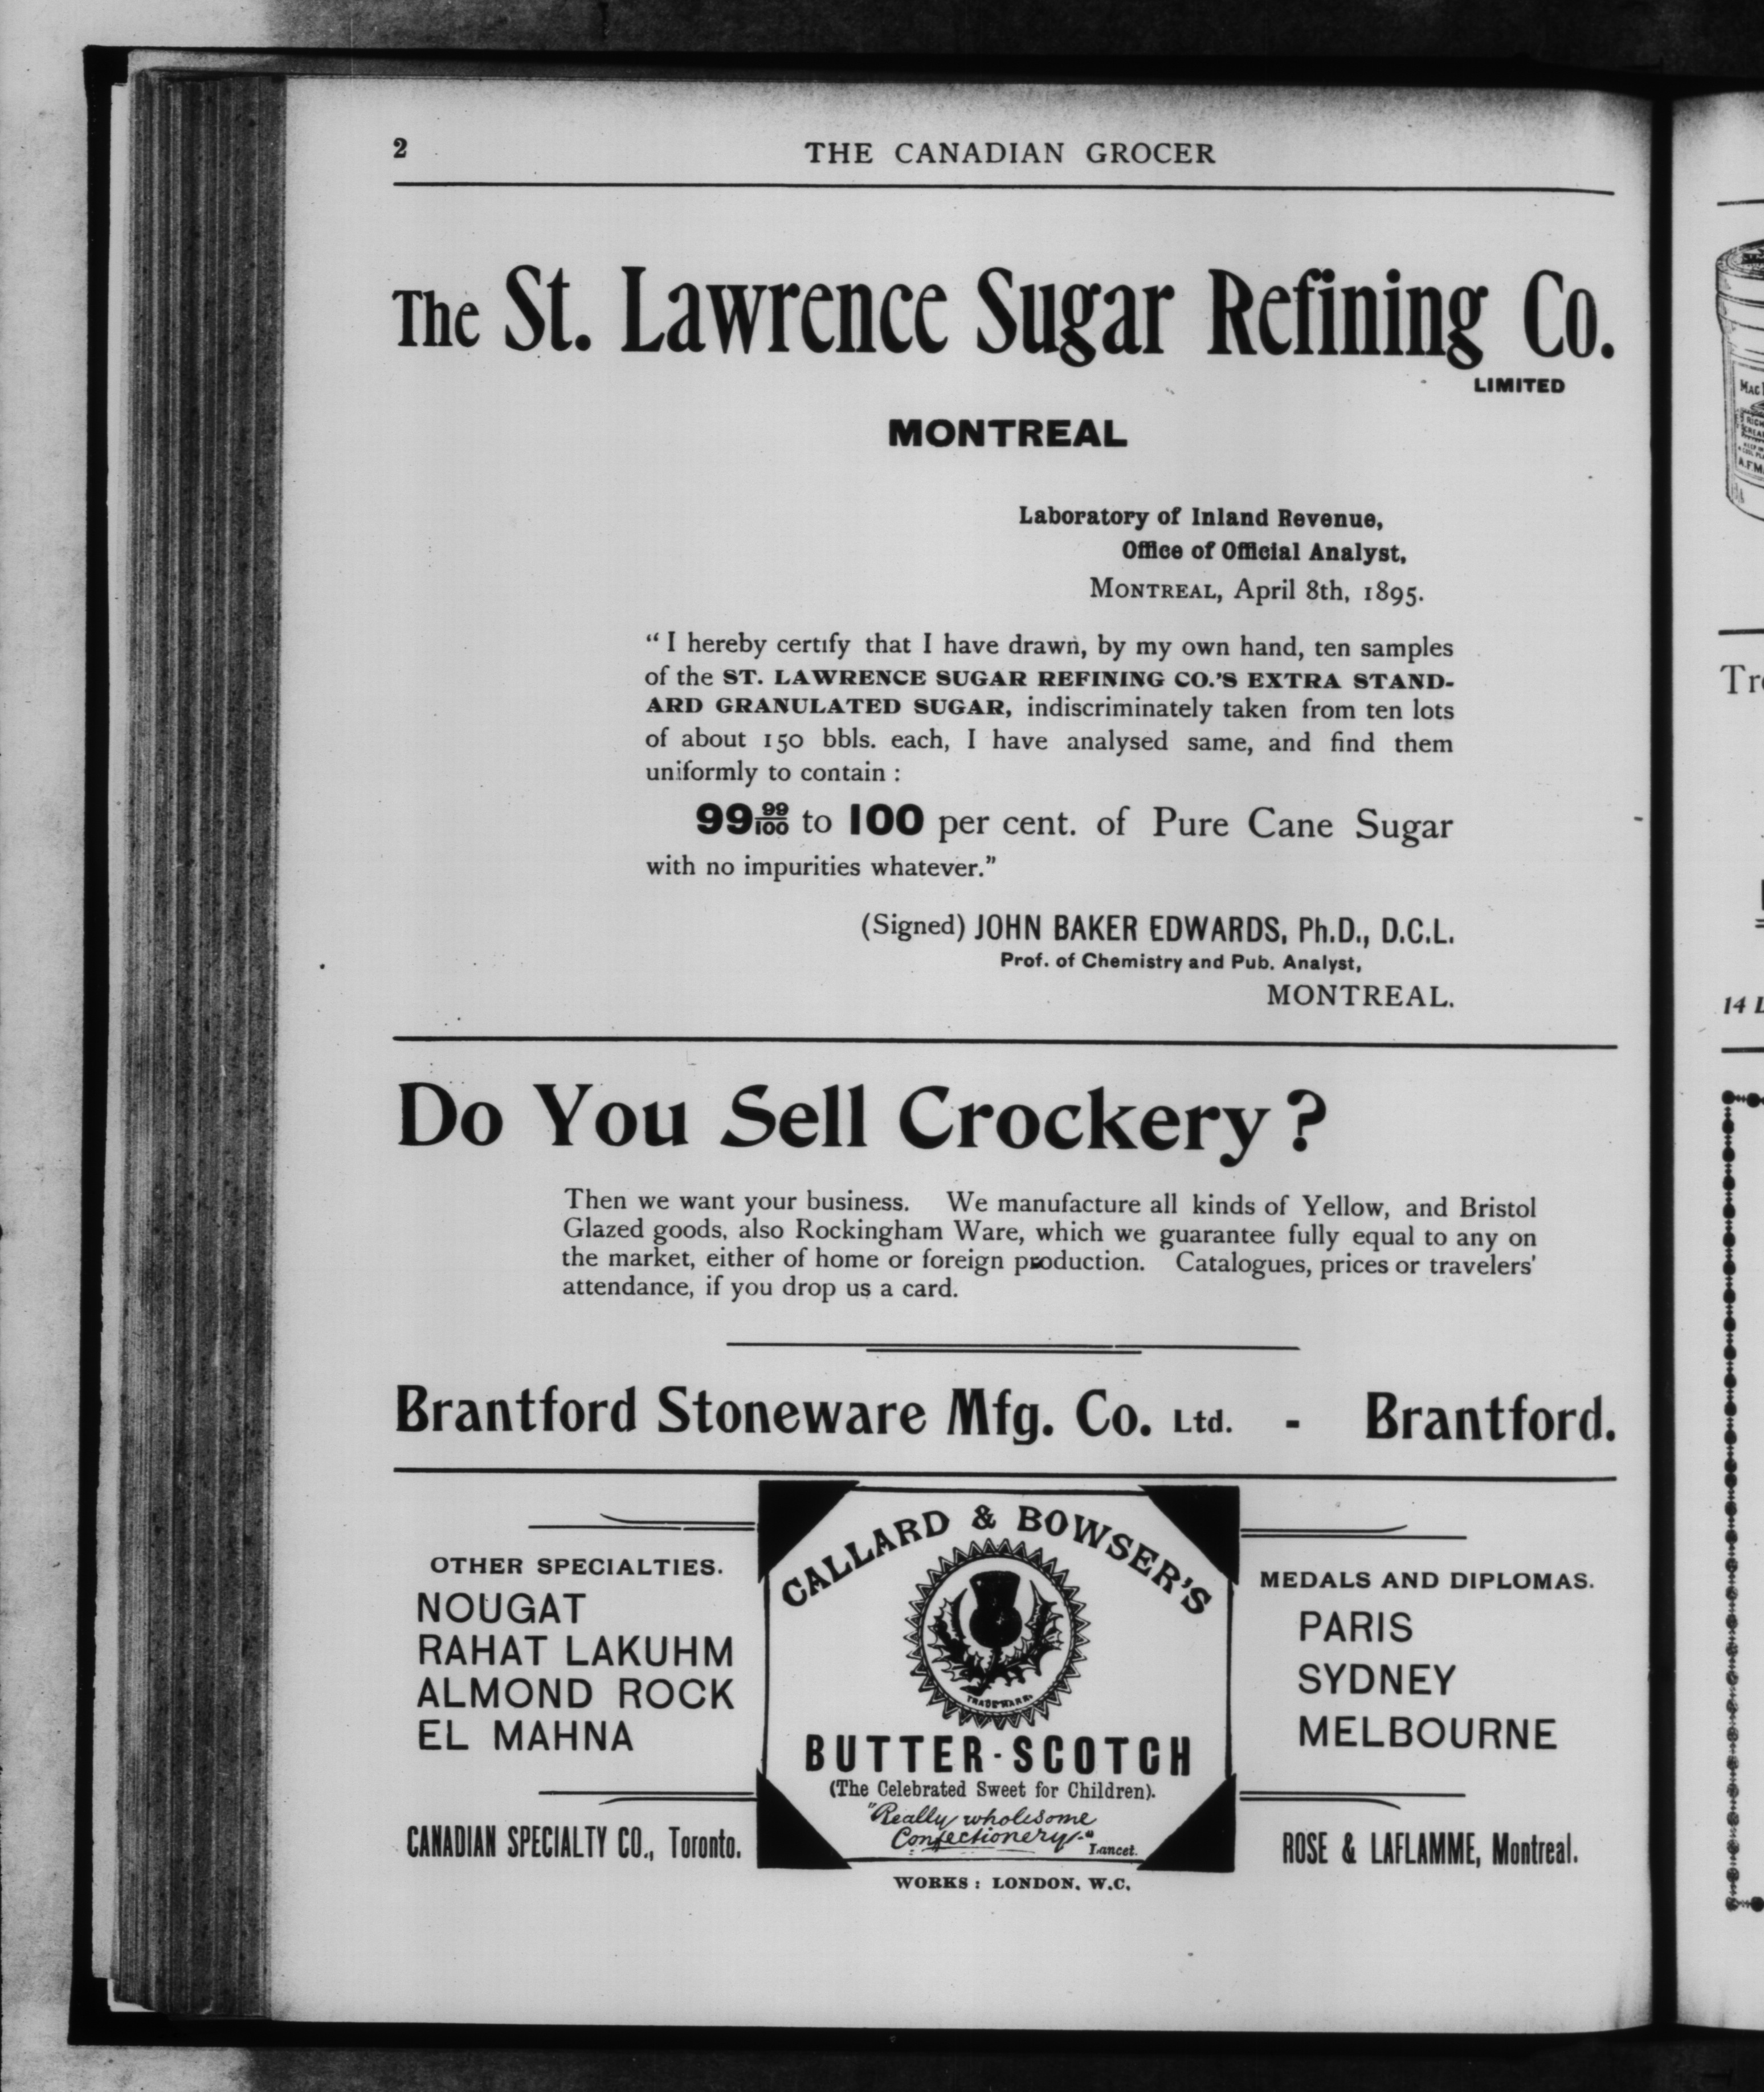 2
THE CANADIAN GROCER
The St. Lawrence Sugar Refining Co.
LIMITED
MONTREAL
Laboratory of Inland Revenue,
Office of Official Analyst,
MONTREAL, April 8th, 1895.
“ I hereby certify that I have drawn, by my own hand, ten samples
of the ST. LAWRENCE SUGAR REFINING CO.'S EXTRA STAND-
ARD GRANULATED SUGAR, indiscriminately taken from ten lots
of about 150 bbls. each, I have analysed same, and find them
uniformly to contain :
99 99/100 to 100 per cent. of Pure Cane Sugar
with no impurities whatever.”
(Signed) JOHN BAKER EDWARDS, Ph.D., D.C.L.
Prof. of Chemistry and Pub. Analyst,
MONTREAL.
Do You Sell Crockery?
Then we want your business. We manufacture all kinds of Yellow, and Bristol
Glazed goods, also Rockingham Ware, which we guarantee fully equal to any on
the market, either of home or foreign production. Catalogues, prices or travelers'
attendance, if you drop us a card.
Brantford Stoneware Mfg. Co. Ltd. - Brantford.
OTHER SPECIALTIES.
NOUGAT
RAHAT LAKUHM
ALMOND ROCK
EL MAHNA
CANADIAN SPECIALTY CO., Toronto.
CALLARD & BOWSER'S
TRADE MARK
BUTTER-SCOTCH
(The Celebrated Sweet for Children).
"Really wholesome
Confectionery."
Lancet.
WORKS : LONDON, W.C.
MEDALS AND DIPLOMAS.
PARIS
SYDNEY
MELBOURNE
ROSE & LAFLAMME, Montreal.
14